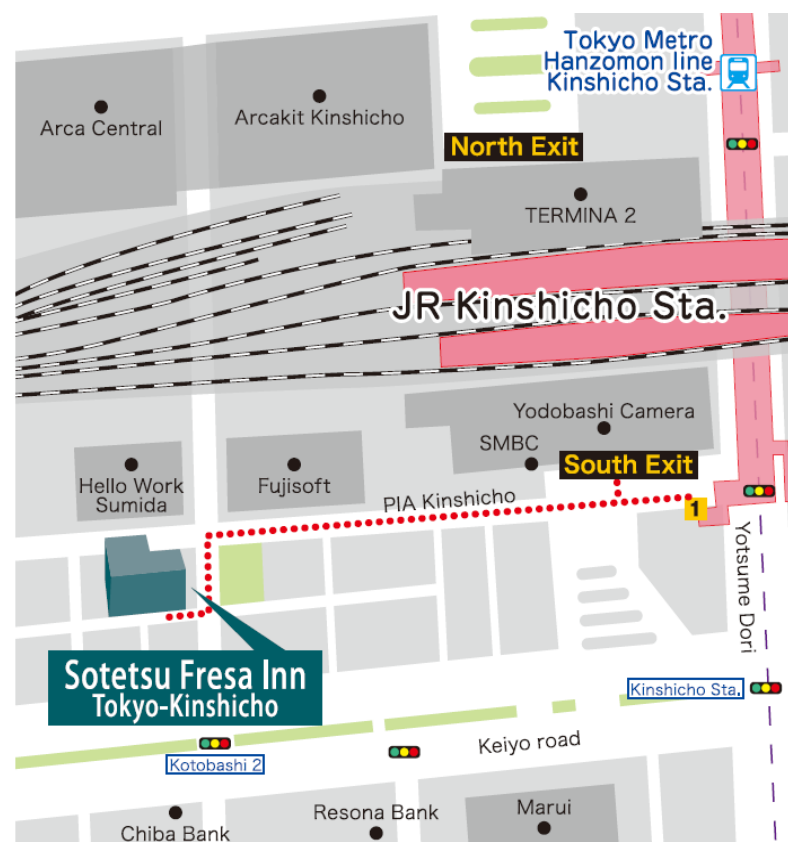 Tokyo Metro
Hanzomon line
Kinshicho Sta.
Arca Central
Arcakit Kinshicho
North Exit
TERMINA 2
JR Kinshicho Sta.
Yodobashi Camera
SMBC
South Exit
Hello Work
Sumida
Fujisoft
PIA Kinshicho
1
Yotsume Dori
Sotetsu Fresa Inn
Tokyo-Kinshicho
Kinshicho Sta.
Keiyo road
Kotobashi 2
Chiba Bank
Resona Bank
Marui